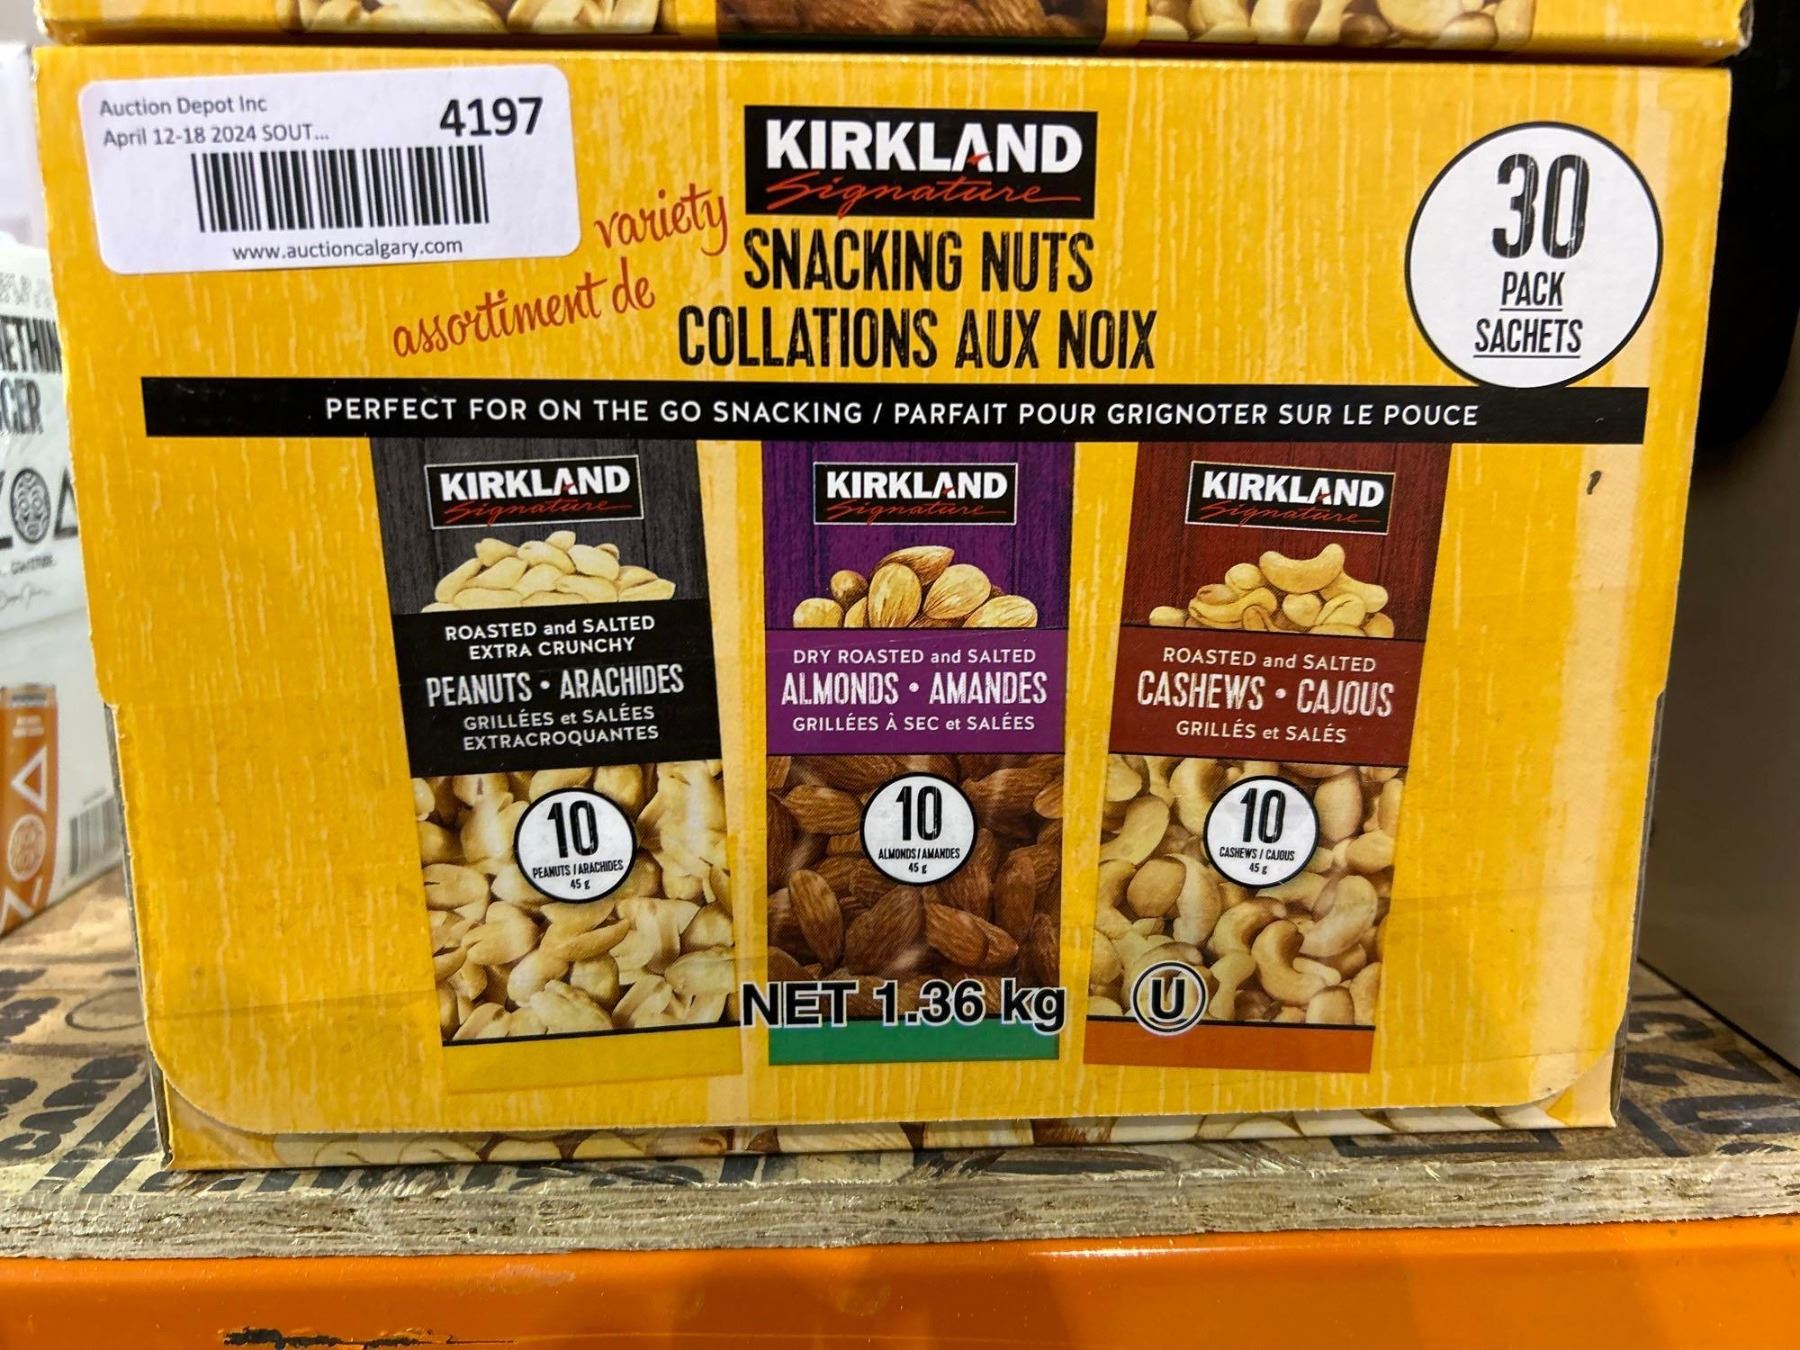 Auction Depot Inc
4197
April 12-18 2024 SOUT...
www.auctioncalgary.com
KIRKLAND
Signature
variety
SNACKING NUTS
assortiment de
COLLATIONS AUX NOIX
30
PACK
SACHETS
PERFECT FOR ON THE GO SNACKING / PARFAIT POUR GRIGNOTER SUR LE POUCE
KIRKLAND
Signature
ROASTED and SALTED
EXTRA CRUNCHY
PEANUTS • ARACHIDES
GRILLÉES et SALÉES
EXTRACROQUANTES
10
PEANUTS / ARACHIDES
45 g
KIRKLAND
Signature
DRY ROASTED and SALTED
ALMONDS • AMANDES
GRILLÉES À SEC et SALÉES
10
ALMONDS / AMANDES
45 g
KIRKLAND
Signature
ROASTED and SALTED
CASHEWS • CAJOUS
GRILLÉS et SALÉS
10
CASHEWS / CAJOUS
45 g
NET 1.36 kg
U